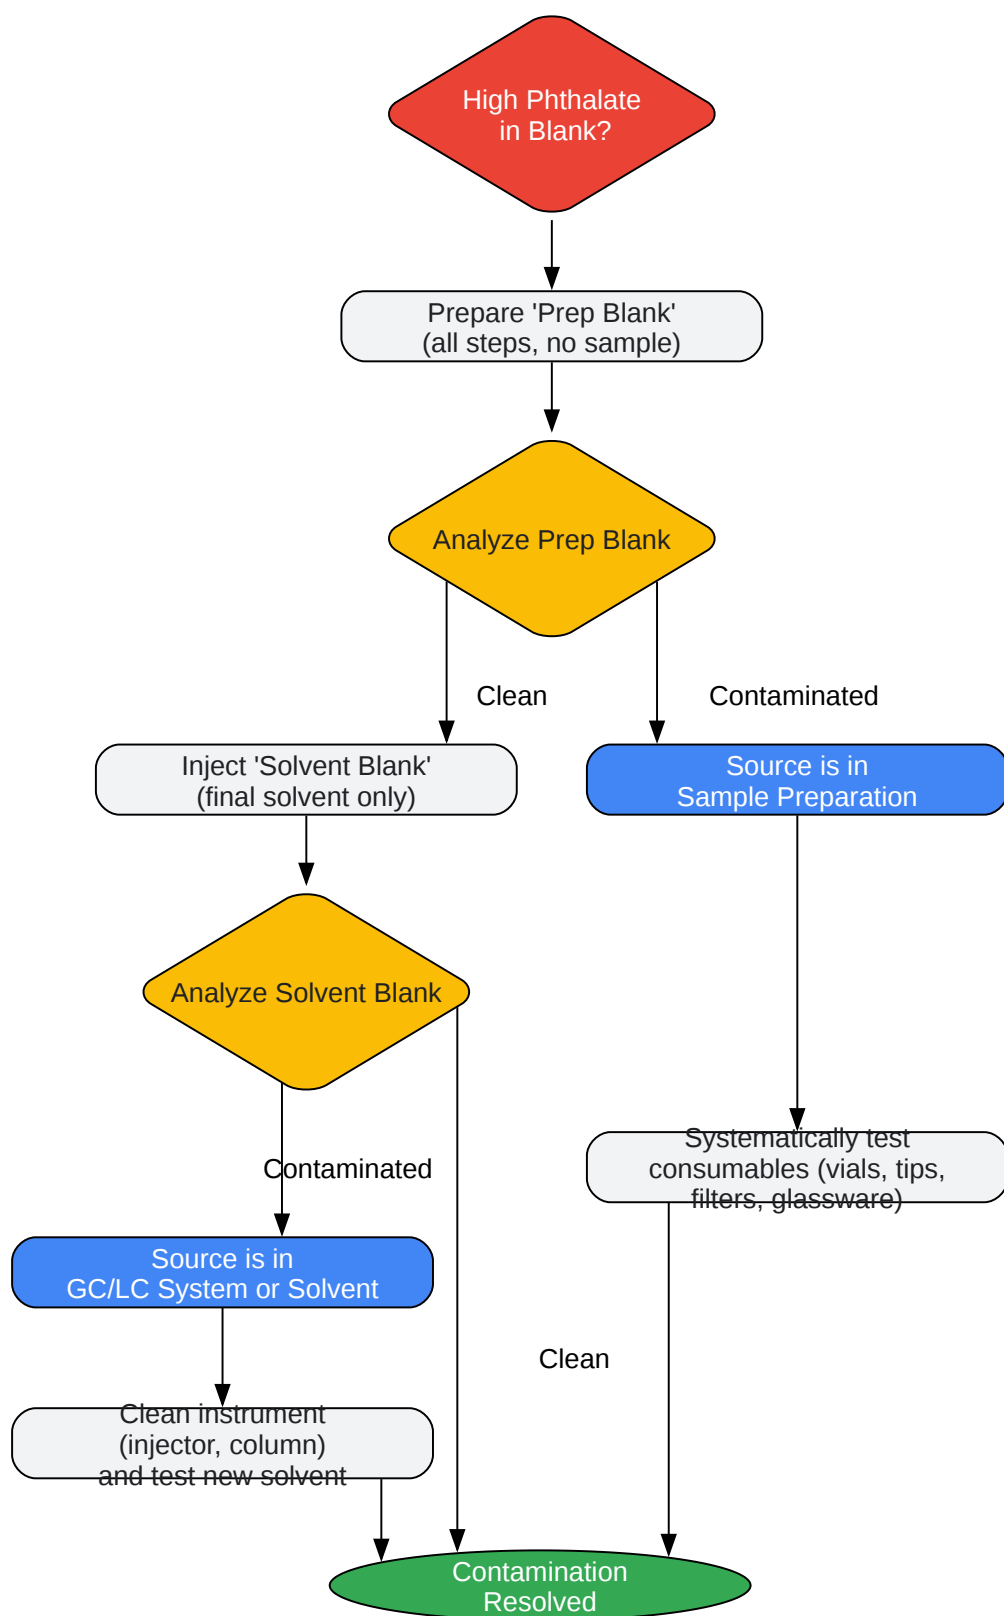 High Phthalate
in Blank?
Prepare 'Prep Blank'
(all steps, no sample)
Analyze Prep Blank
Clean
Contaminated
Inject 'Solvent Blank'
(final solvent only)
Source is in
Sample Preparation
Analyze Solvent Blank
Contaminated
Systematically test
consumables (vials, tips,
filters, glassware)
Source is in
GC/LC System or Solvent
Clean
Clean instrument
(injector, column)
and test new solvent
Contamination
Resolved